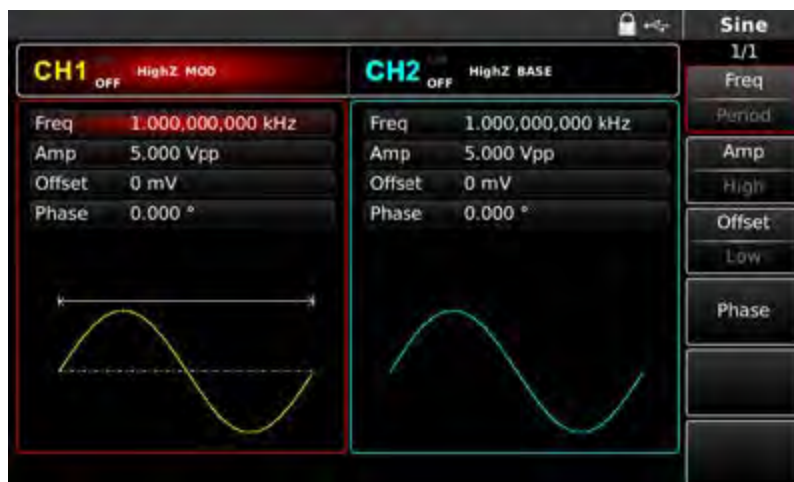 Sine
1/1
CH1 OFF HighZ MOD
CH2 OFF HighZ BASE
Freq 1.000,000,000 kHz
Amp 5.000 Vpp
Offset 0 mV
Phase 0.000 °
Freq 1.000,000,000 kHz
Amp 5.000 Vpp
Offset 0 mV
Phase 0.000 °
Freq
Period
Amp
High
Offset
Low
Phase